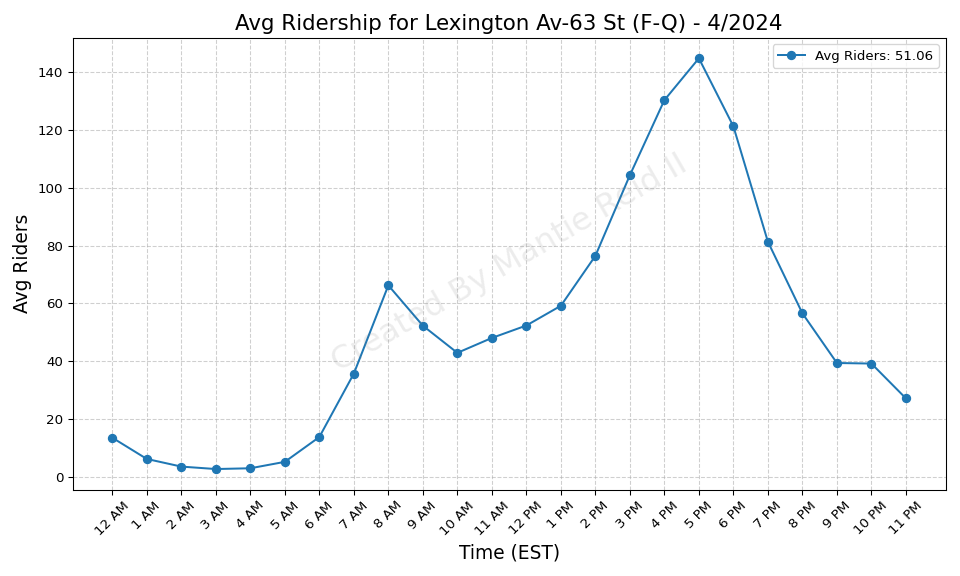 Avg Ridership for Lexington Av-63 St (F-Q) - 4/2024
Avg Riders: 51.06
Avg Riders
140
120
100
80
60
40
20
0
Created By Mantle Reid II
12 AM
1 AM
2 AM
3 AM
4 AM
5 AM
6 AM
7 AM
8 AM
9 AM
10 AM
11 AM
12 PM
1 PM
2 PM
3 PM
4 PM
5 PM
6 PM
7 PM
8 PM
9 PM
10 PM
11 PM
Time (EST)